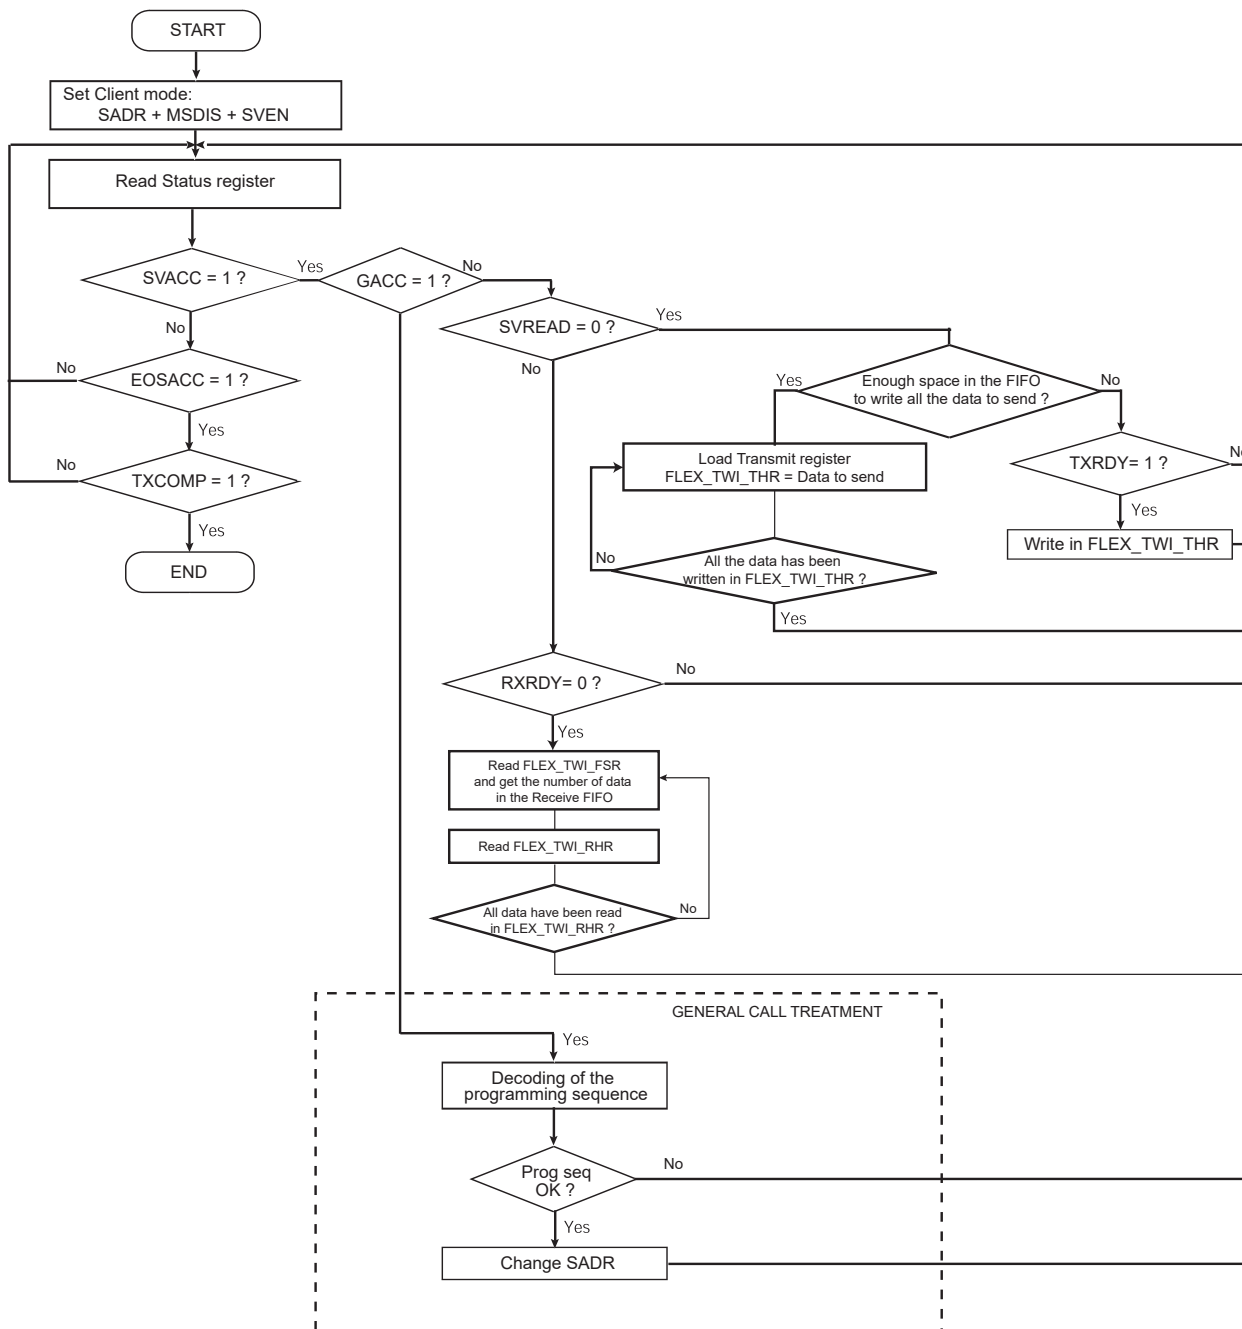 START
Set Client mode:
SADR + MSDIS + SVEN
Read Status register
SVACC = 1 ?
Yes
GACC = 1 ?
No
SVREAD = 0 ?
Yes
No
No
EOSACC = 1 ?
No
Yes
Enough space in the FIFO
to write all the data to send ?
Yes
No
TXCOMP = 1 ?
No
Yes
END
Load Transmit register
FLEX_TWI_THR = Data to send
TXRDY= 1 ?
No
Yes
Write in FLEX_TWI_THR
All the data has been
written in FLEX_TWI_THR ?
No
Yes
RXRDY= 0 ?
No
Yes
Read FLEX_TWI_FSR
and get the number of data
in the Receive FIFO
Read FLEX_TWI_RHR
All data have been read
in FLEX_TWI_RHR ?
No
GENERAL CALL TREATMENT
Yes
Decoding of the
programming sequence
Prog seq
OK ?
No
Yes
Change SADR